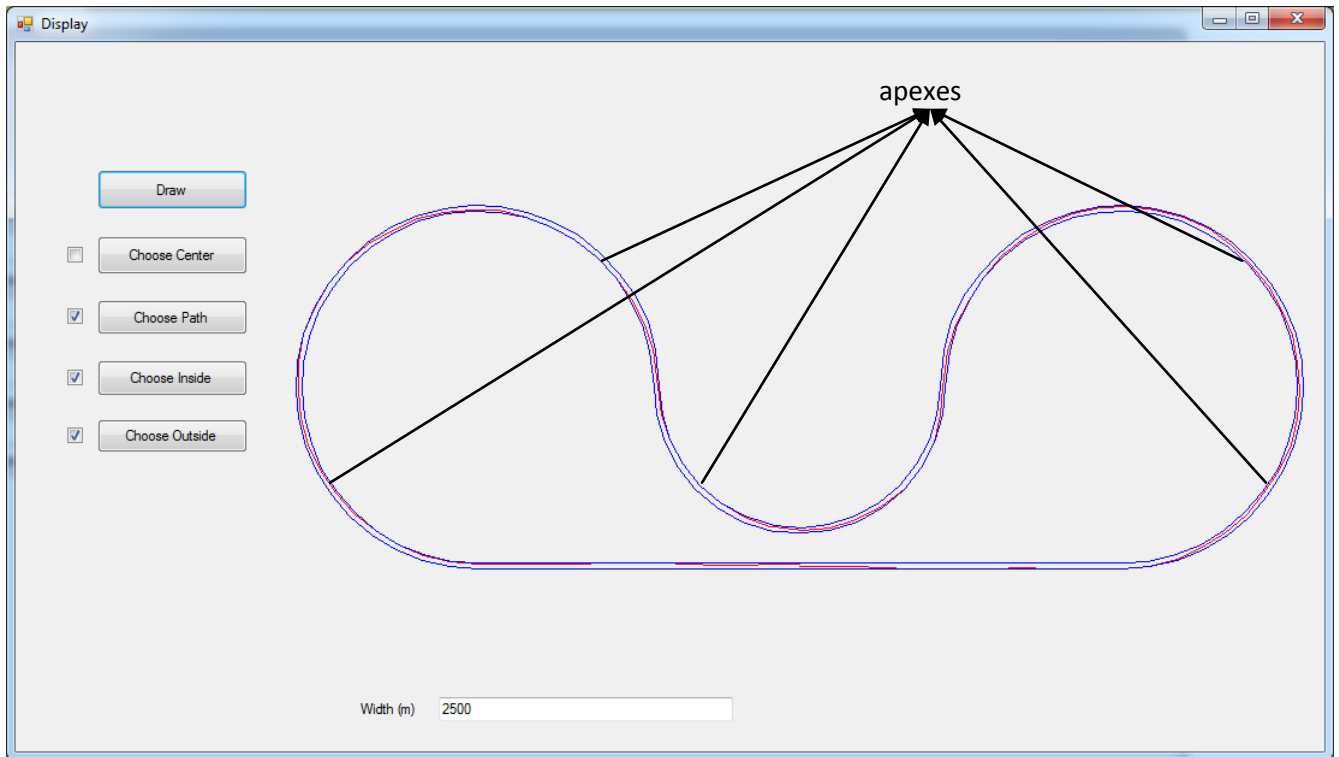 Display
apexes
Draw
Choose Center
Choose Path
Choose Inside
Choose Outside
Width (m) 2500